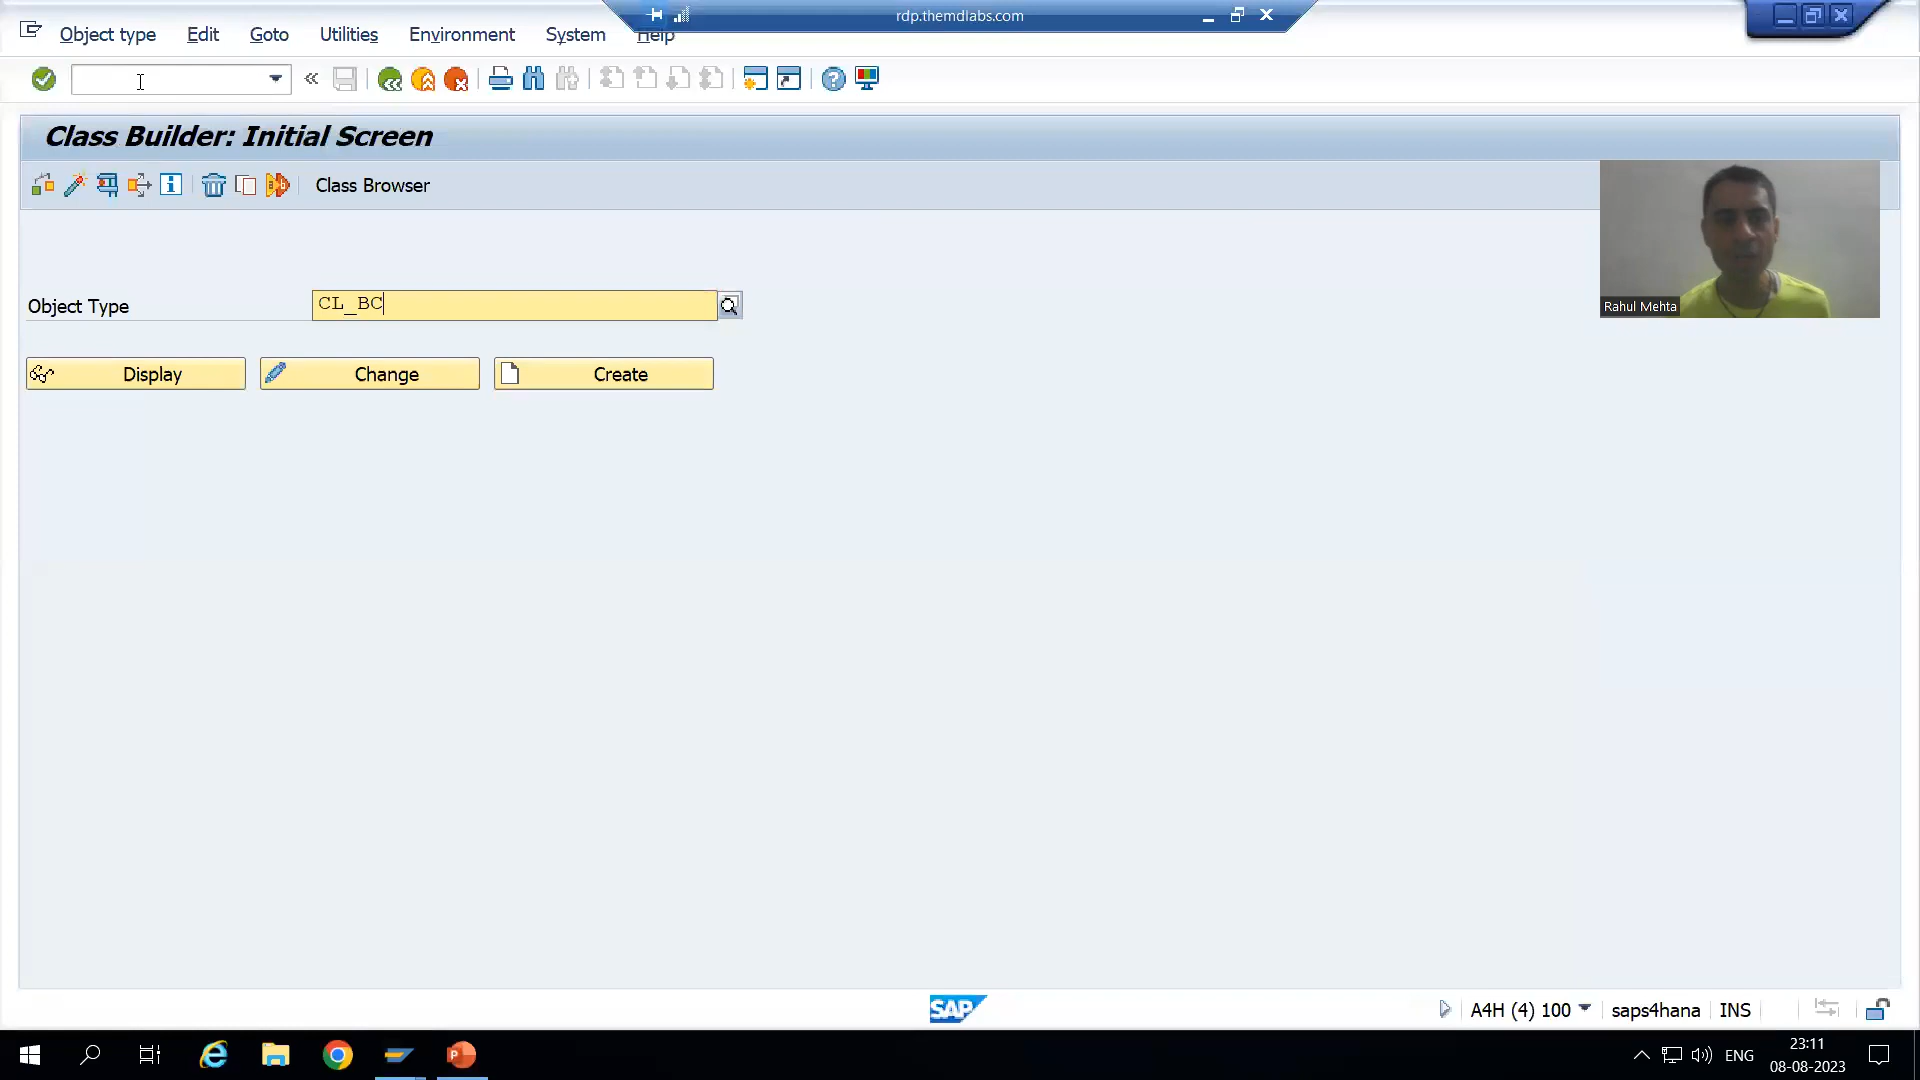 rdp.themdlabs.com
Object type Edit Goto Utilities Environment System Help
Class Builder: Initial Screen
Class Browser
Object Type CL_BC
Rahul Mehta
Display Change Create
SAP
A4H (4) 100 saps4hana INS
ENG
23:11
08-08-2023